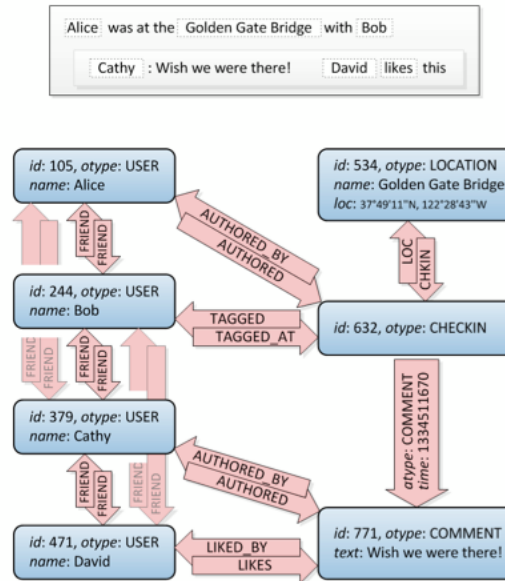 Alice was at the Golden Gate Bridge with Bob
Cathy : Wish we were there! David likes this
id: 105, otype: USER
name: Alice
id: 534, otype: LOCATION
name: Golden Gate Bridge
loc: 37°49'11"N, 122°28'43"W
FRIEND
FRIEND
AUTHORED_BY
AUTHORED
LOC
CHKIN
id: 244, otype: USER
name: Bob
TAGGED
TAGGED_AT
id: 632, otype: CHECKIN
FRIEND
FRIEND
FRIEND
FRIEND
atype: COMMENT
time: 1334511670
id: 379, otype: USER
name: Cathy
AUTHORED_BY
AUTHORED
FRIEND
FRIEND
FRIEND
FRIEND
id: 471, otype: USER
name: David
LIKED_BY
LIKES
id: 771, otype: COMMENT
text: Wish we were there!